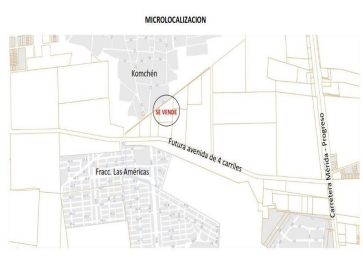 MICROLOCALIZACION
Komchén
SE VENDE
Futura avenida de 4 carriles
Fracc. Las Américas
Carretera Mérida - Progreso